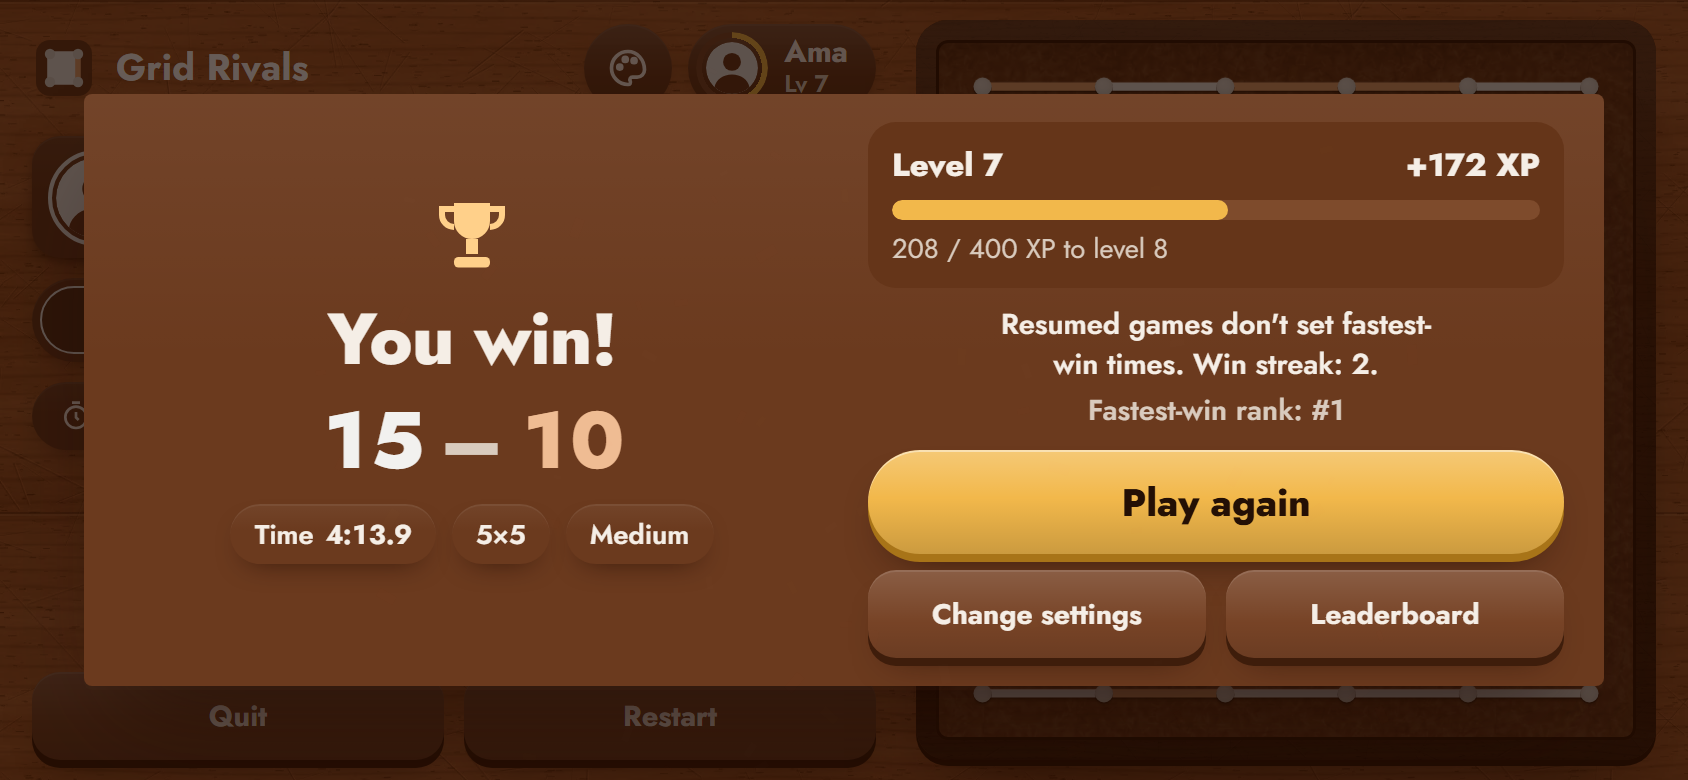 Grid Rivals
Ama
Lv 7
You win!
15 – 10
Time 4:13.9
5×5
Medium
Level 7
+172 XP
208 / 400 XP to level 8
Resumed games don't set fastest-
win times. Win streak: 2.
Fastest-win rank: #1
Play again
Change settings
Leaderboard
Quit
Restart